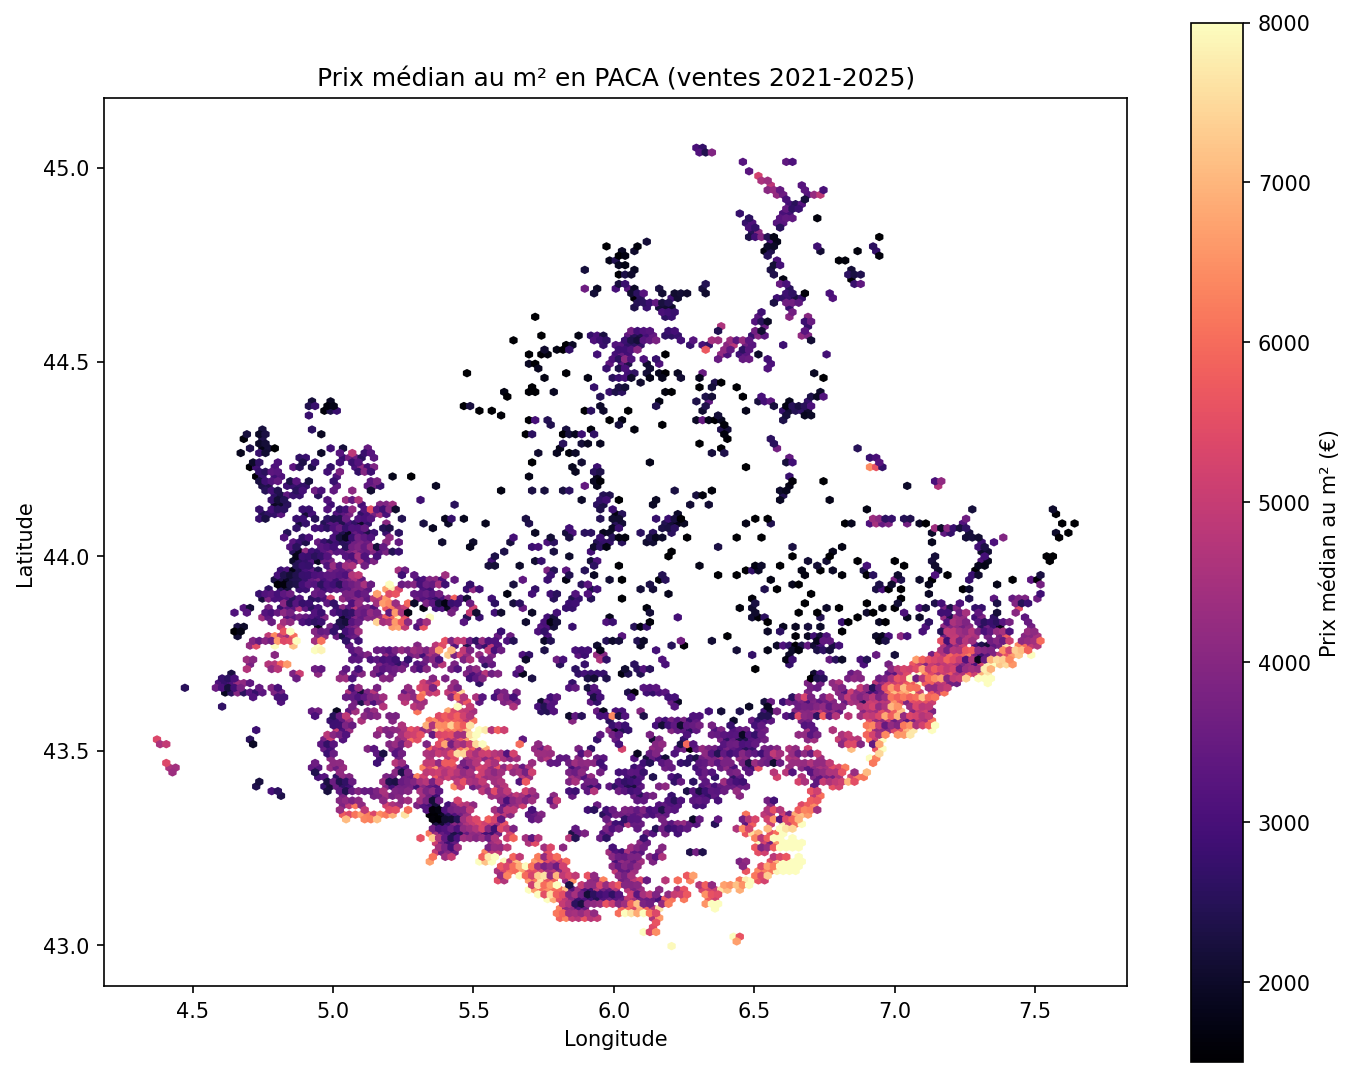 Prix médian au m² en PACA (ventes 2021-2025)
45.0
44.5
44.0
43.5
43.0
Latitude
4.5 5.0 5.5 6.0 6.5 7.0 7.5
Longitude
8000
7000
6000
5000
4000
3000
2000
Prix médian au m² (€)